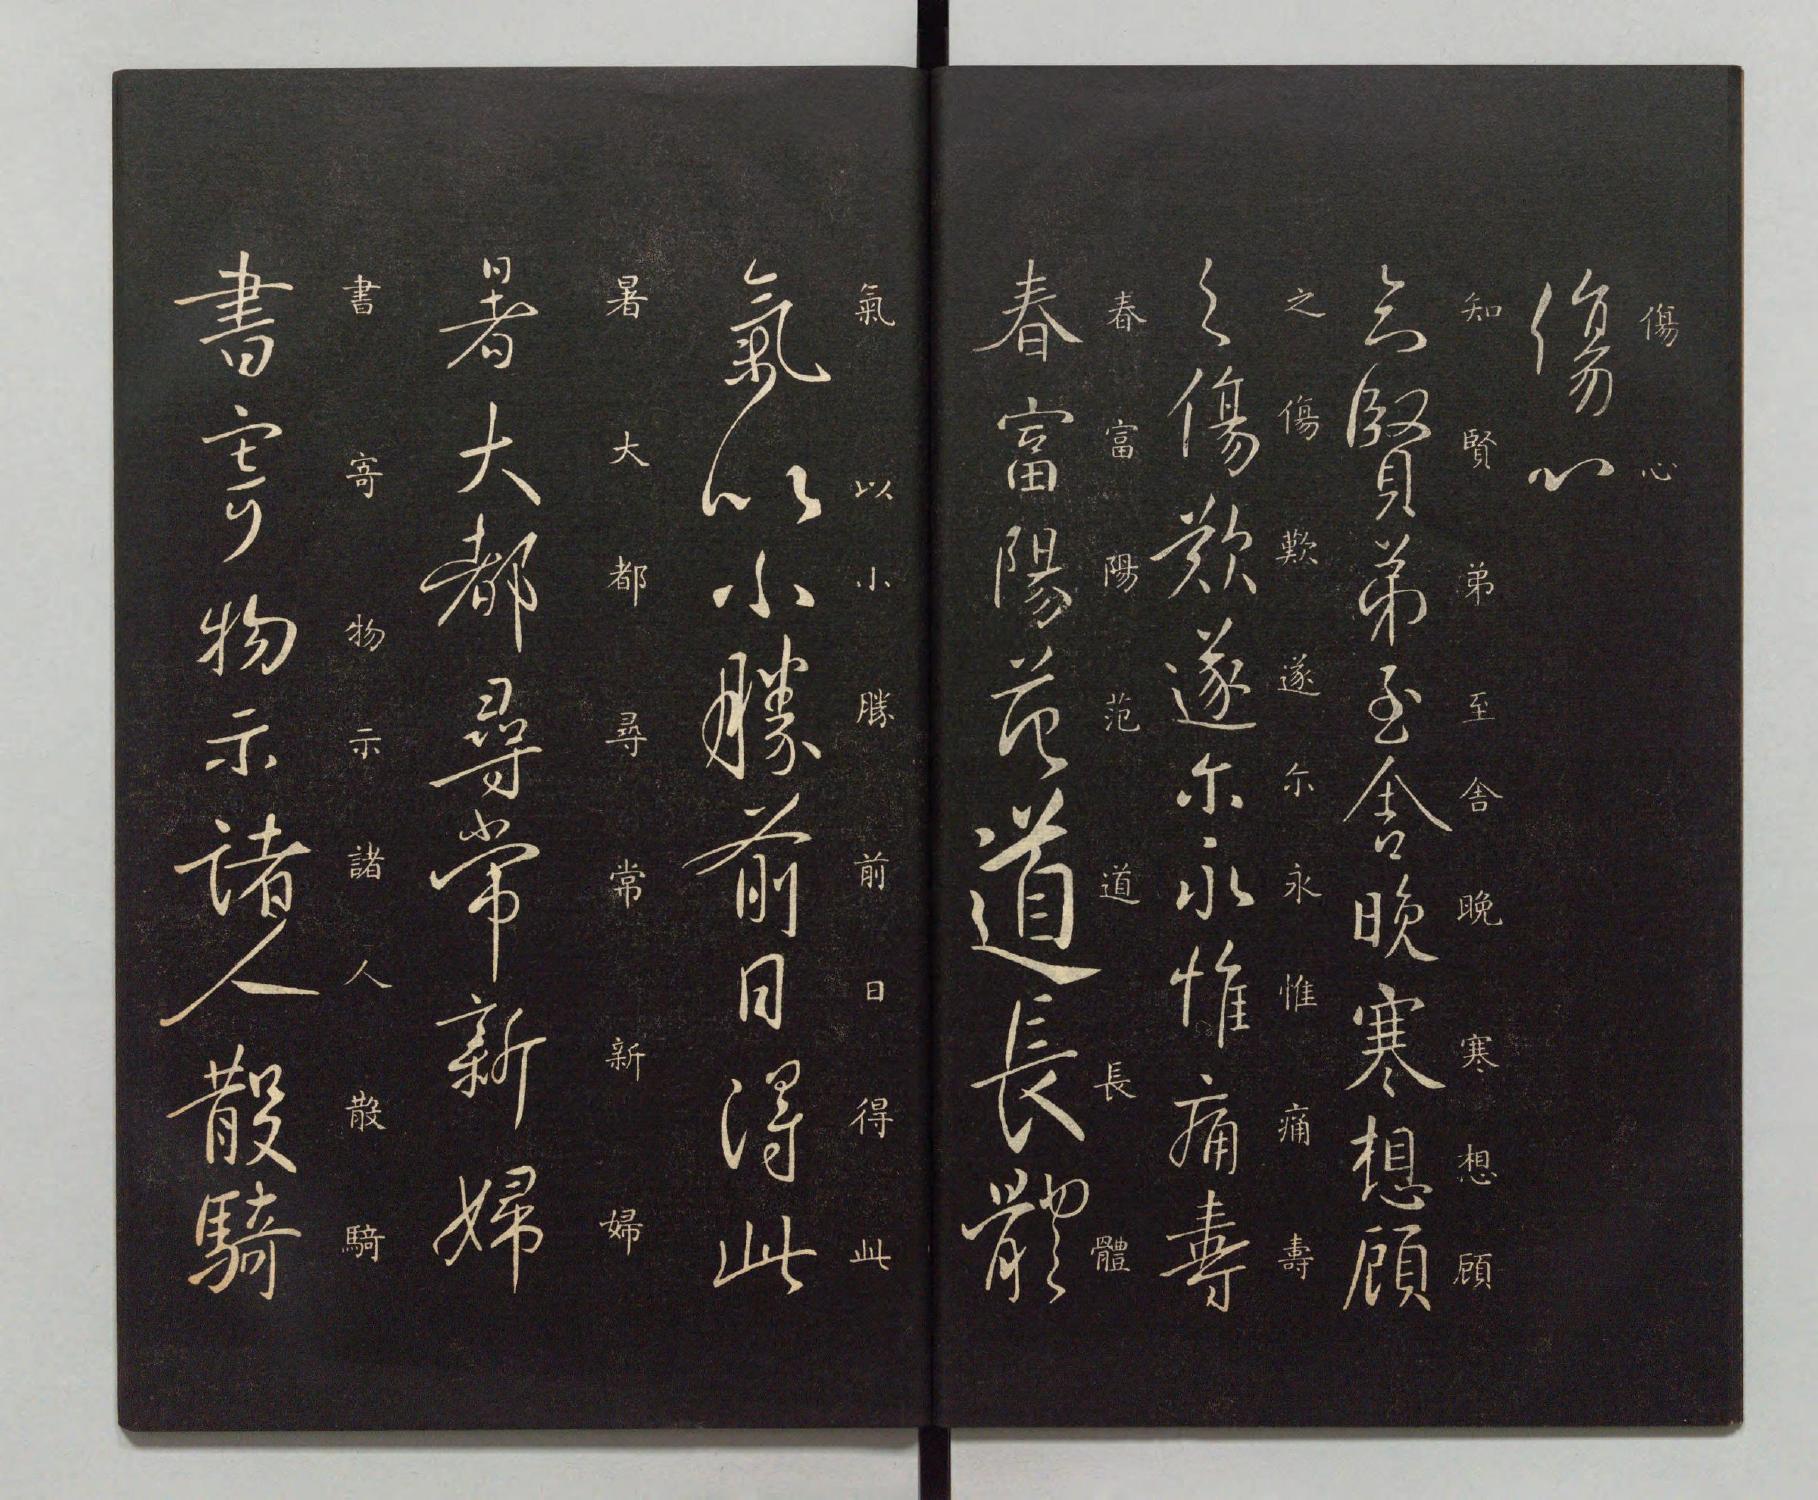 傷心
傷心
知賢弟至舍晚寒想顧
知賢弟至舍晚寒想顧
之傷歎遂尒永惟痛壽
之傷歎遂尒永惟痛壽
春富陽范道長體
春富陽范道長體
氣以小勝前日得此
氣以小勝前日得此
暑大都尋常新婦
暑大都尋常新婦
書寄物示諸人散騎
書寄物示諸人散騎